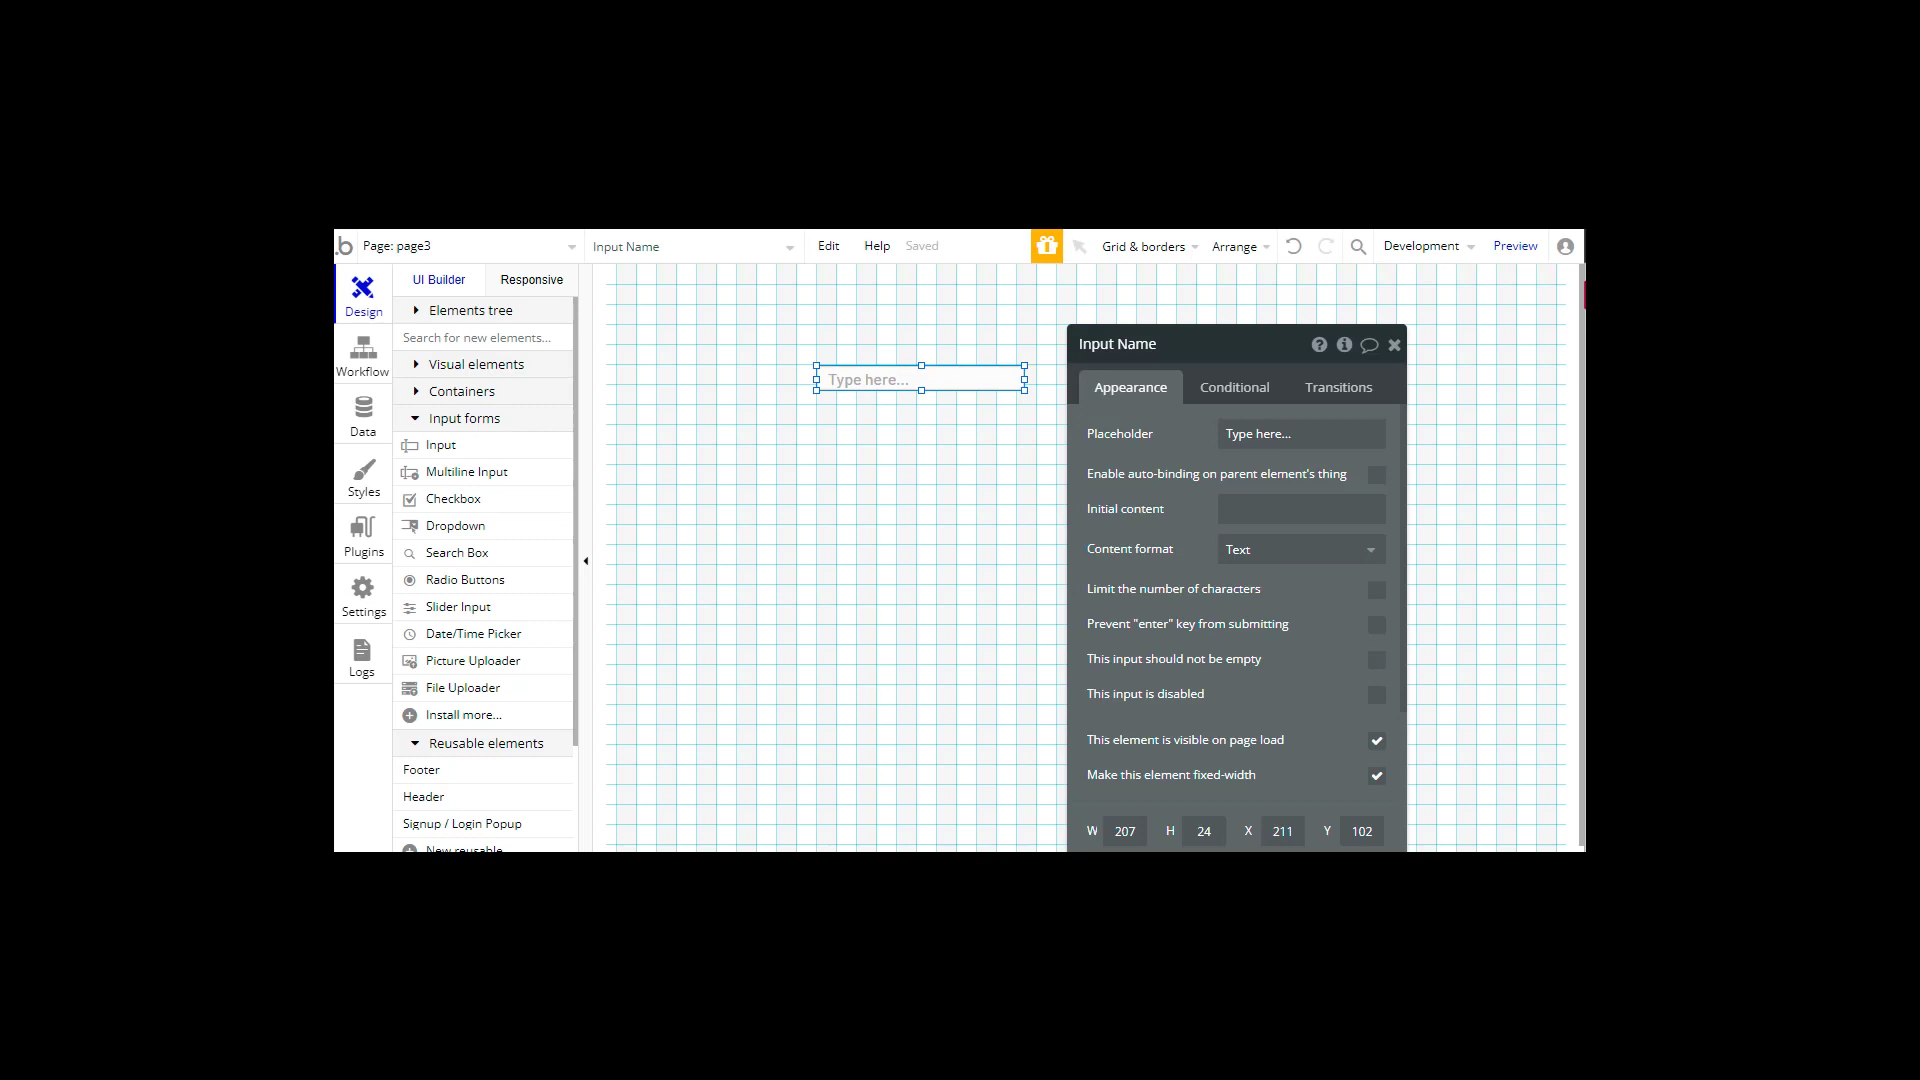 .b Page: page3 Input Name Edit Help Saved Grid & borders Arrange Development Preview
UI Builder Responsive
Design
Elements tree
Search for new elements...
Workflow
Visual elements
Containers
Data
Input forms
Input
Multiline Input
Styles
Checkbox
Dropdown
Plugins
Search Box
Radio Buttons
Settings
Slider Input
Date/Time Picker
Logs
Picture Uploader
File Uploader
Install more...
Reusable elements
Footer
Header
Signup / Login Popup
New reusable
Type here...
Input Name
Appearance Conditional Transitions
Placeholder Type here...
Enable auto-binding on parent element's thing
Initial content
Content format Text
Limit the number of characters
Prevent "enter" key from submitting
This input should not be empty
This input is disabled
This element is visible on page load
Make this element fixed-width
W 207 H 24 X 211 Y 102